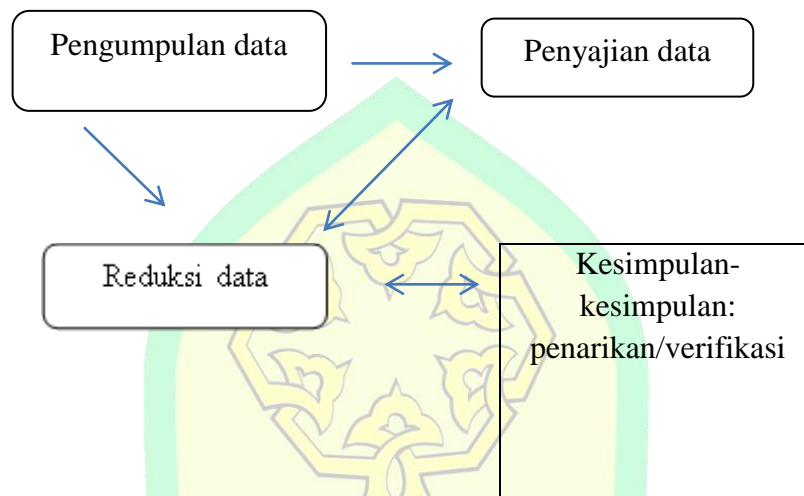 Pengumpulan data
Penyajian data
Reduksi data
Kesimpulan-
kesimpulan:
penarikan/verifikasi